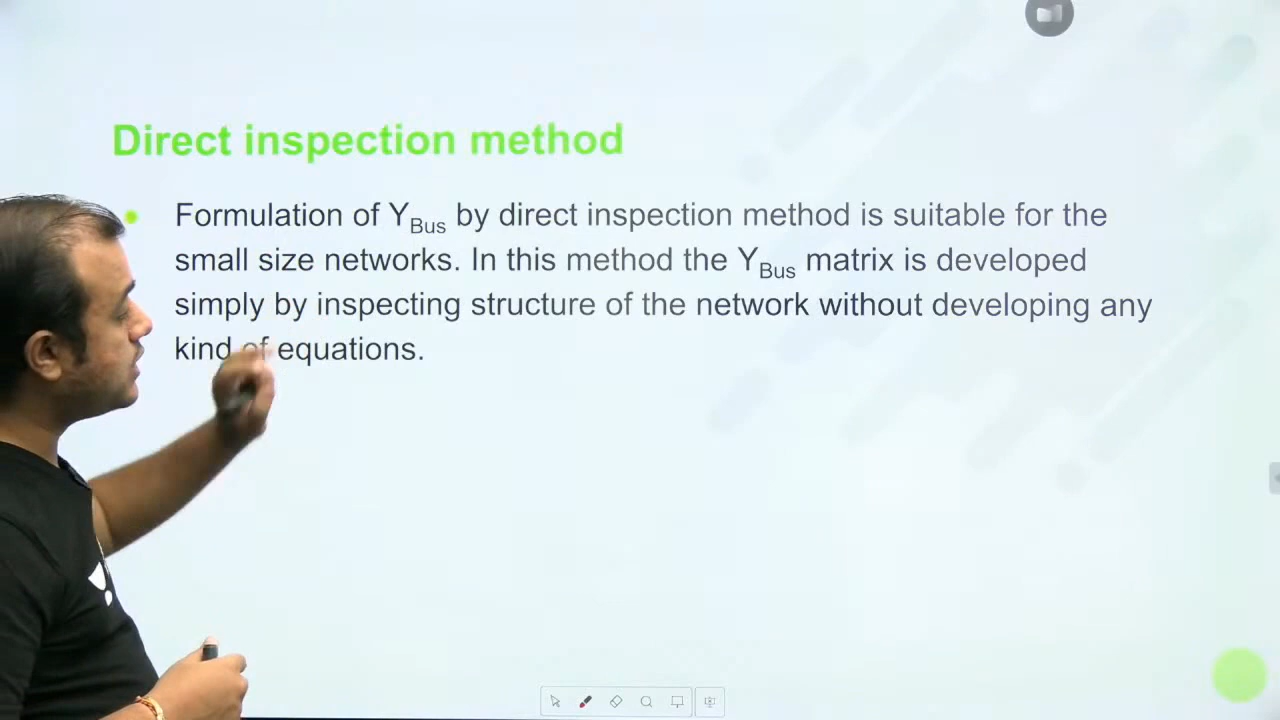 Direct inspection method
Formulation of Y_Bus by direct inspection method is suitable for the
small size networks. In this method the Y_Bus matrix is developed
simply by inspecting structure of the network without developing any
kind of equations.